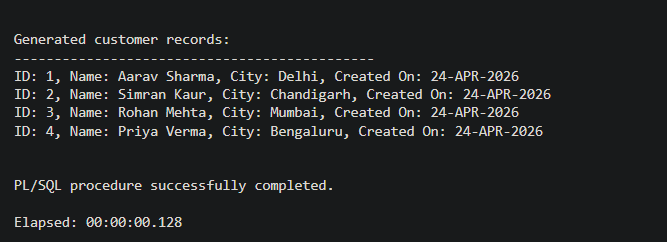 Generated customer records:
---------------------------------------------
ID: 1, Name: Aarav Sharma, City: Delhi, Created On: 24-APR-2026
ID: 2, Name: Simran Kaur, City: Chandigarh, Created On: 24-APR-2026
ID: 3, Name: Rohan Mehta, City: Mumbai, Created On: 24-APR-2026
ID: 4, Name: Priya Verma, City: Bengaluru, Created On: 24-APR-2026
PL/SQL procedure successfully completed.
Elapsed: 00:00:00.128